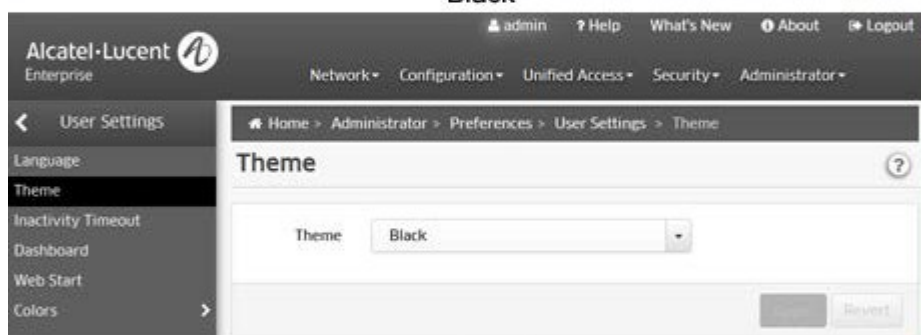 Black
admin ? Help What's New About Logout
Alcatel·Lucent
Enterprise
Network Configuration Unified Access Security Administrator
User Settings
Home > Administrator > Preferences > User Settings > Theme
Language
Theme
Inactivity Timeout
Dashboard
Web Start
Colors >
Theme ?
Theme Black
Revert